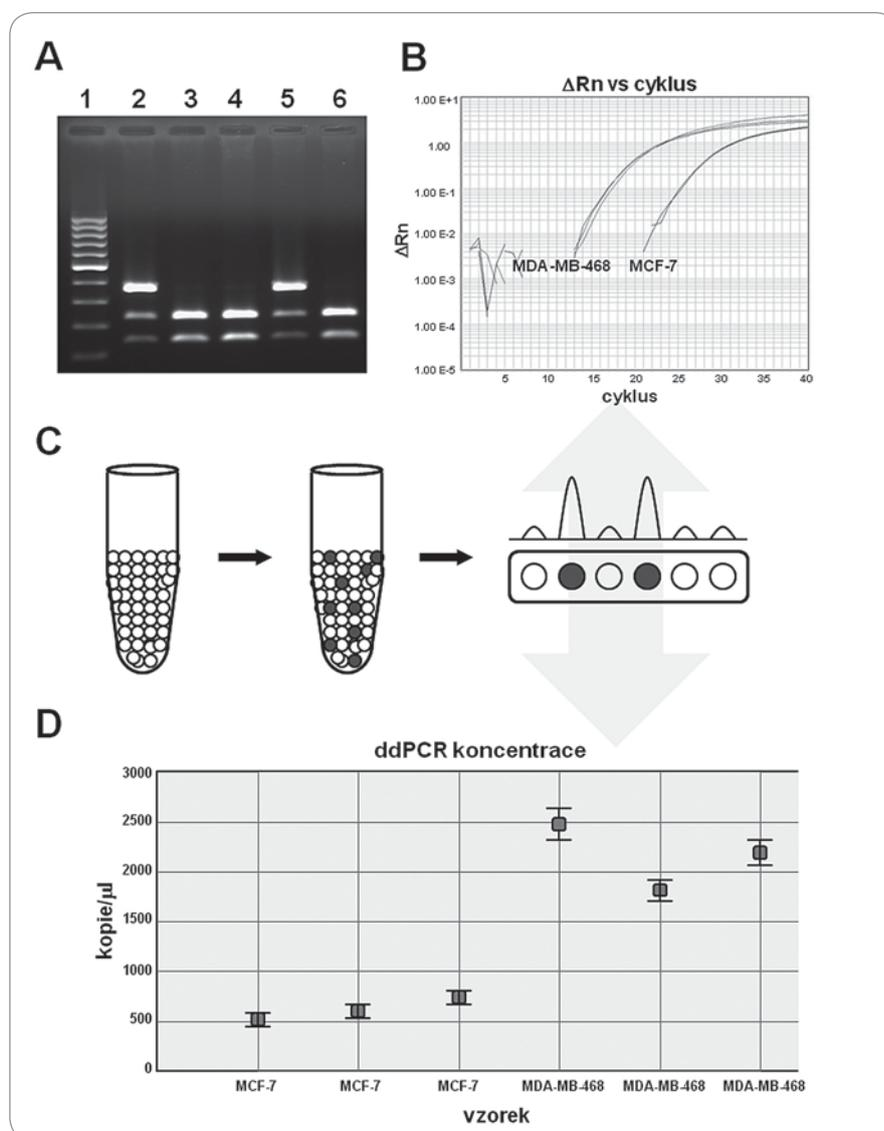 A
1 2 3 4 5 6
B
ΔRn vs cyklus
1.00 E+1
1.00
1.00 E-1
1.00 E-2
1.00 E-3
1.00 E-4
1.00 E-5
ΔRn
MDA-MB-468 MCF-7
5 10 15 20 25 30 35 40
cyklus
C
D
ddPCR koncentrace
3000
2500
2000
1500
1000
500
0
kopie/µl
MCF-7 MCF-7 MCF-7 MDA-MB-468 MDA-MB-468 MDA-MB-468
vzorek